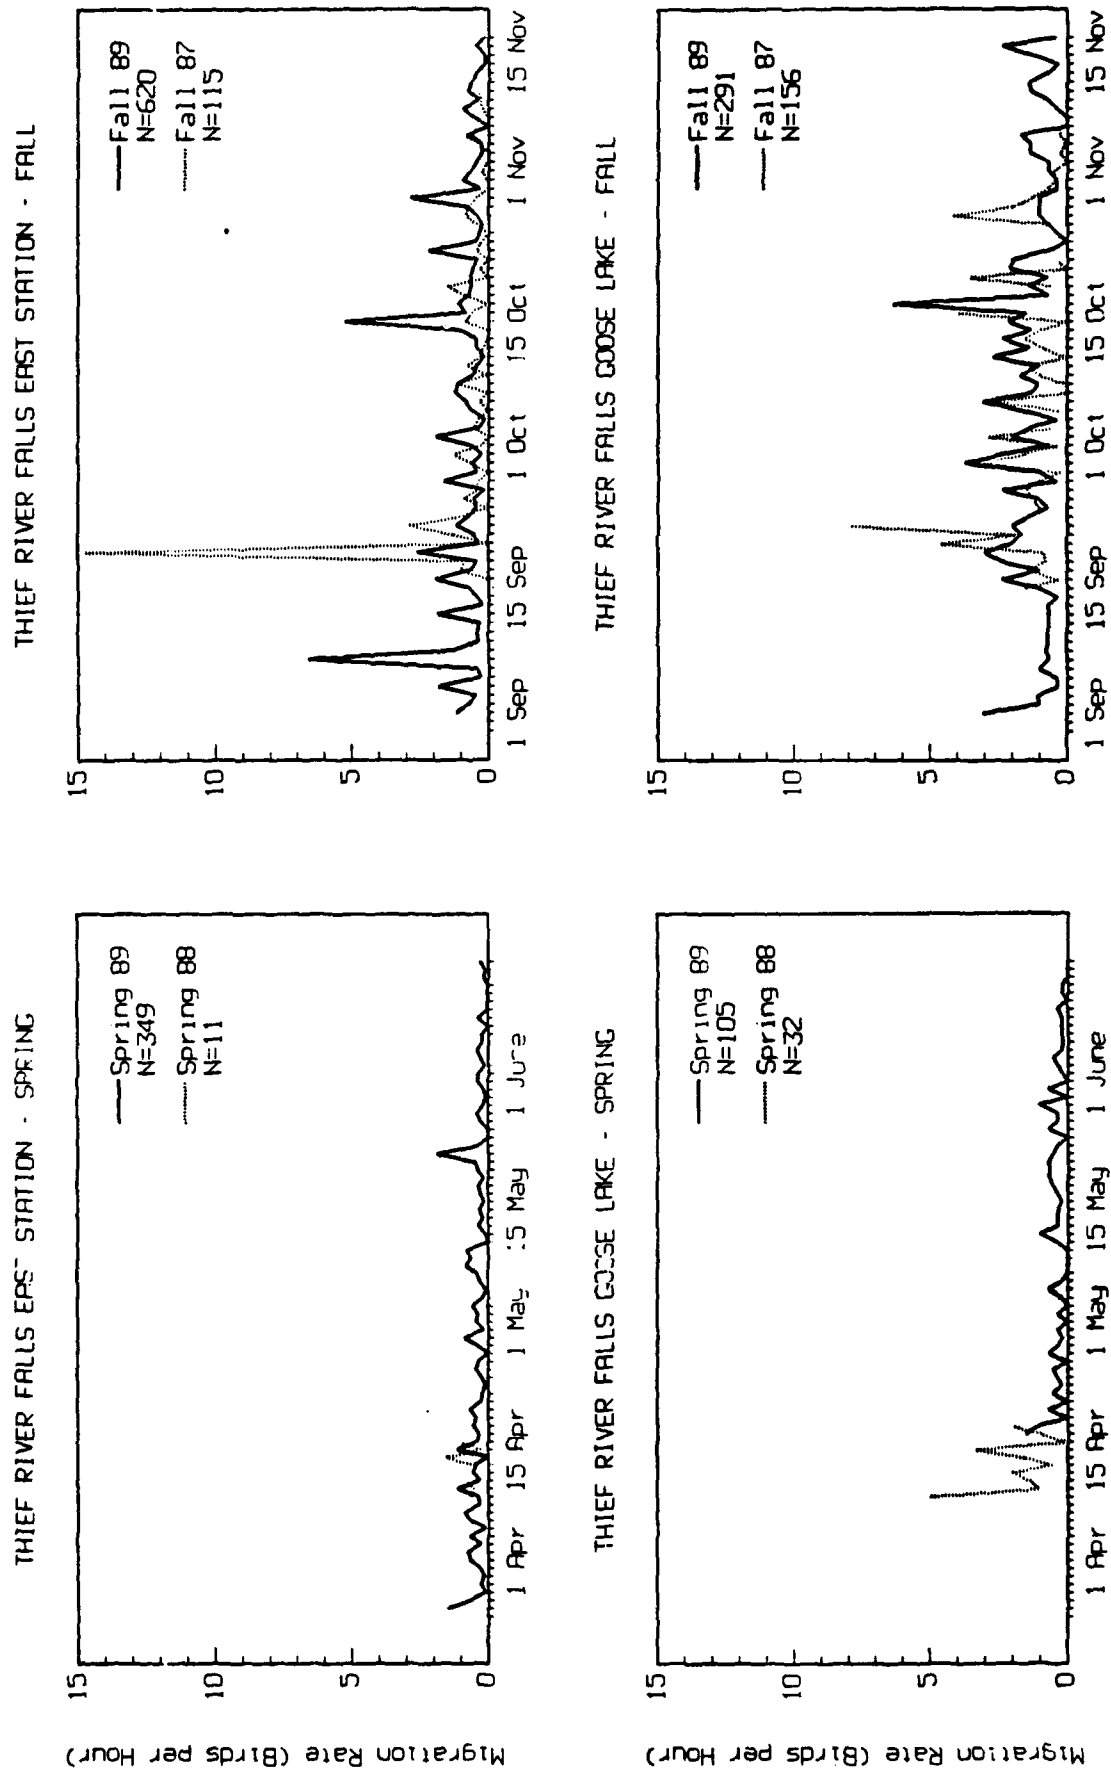 THIEF RIVER FALLS EAST STATION - SPRING
Migration Rate (Birds per Hour)
15
10
5
0
Spring 89
N=349
Spring 88
N=11
1 Apr 15 Apr 1 May 15 May 1 June
THIEF RIVER FALLS EAST STATION - FALL
15
10
5
0
Fall 89
N=620
Fall 87
N=115
1 Sep 15 Sep 1 Oct 15 Oct 1 Nov 15 Nov
THIEF RIVER FALLS GOOSE LAKE - SPRING
Migration Rate (Birds per Hour)
15
10
5
0
Spring 89
N=105
Spring 88
N=32
1 Apr 15 Apr 1 May 15 May 1 June
THIEF RIVER FALLS GOOSE LAKE - FALL
15
10
5
0
Fall 89
N=291
Fall 87
N=156
1 Sep 15 Sep 1 Oct 15 Oct 1 Nov 15 Nov